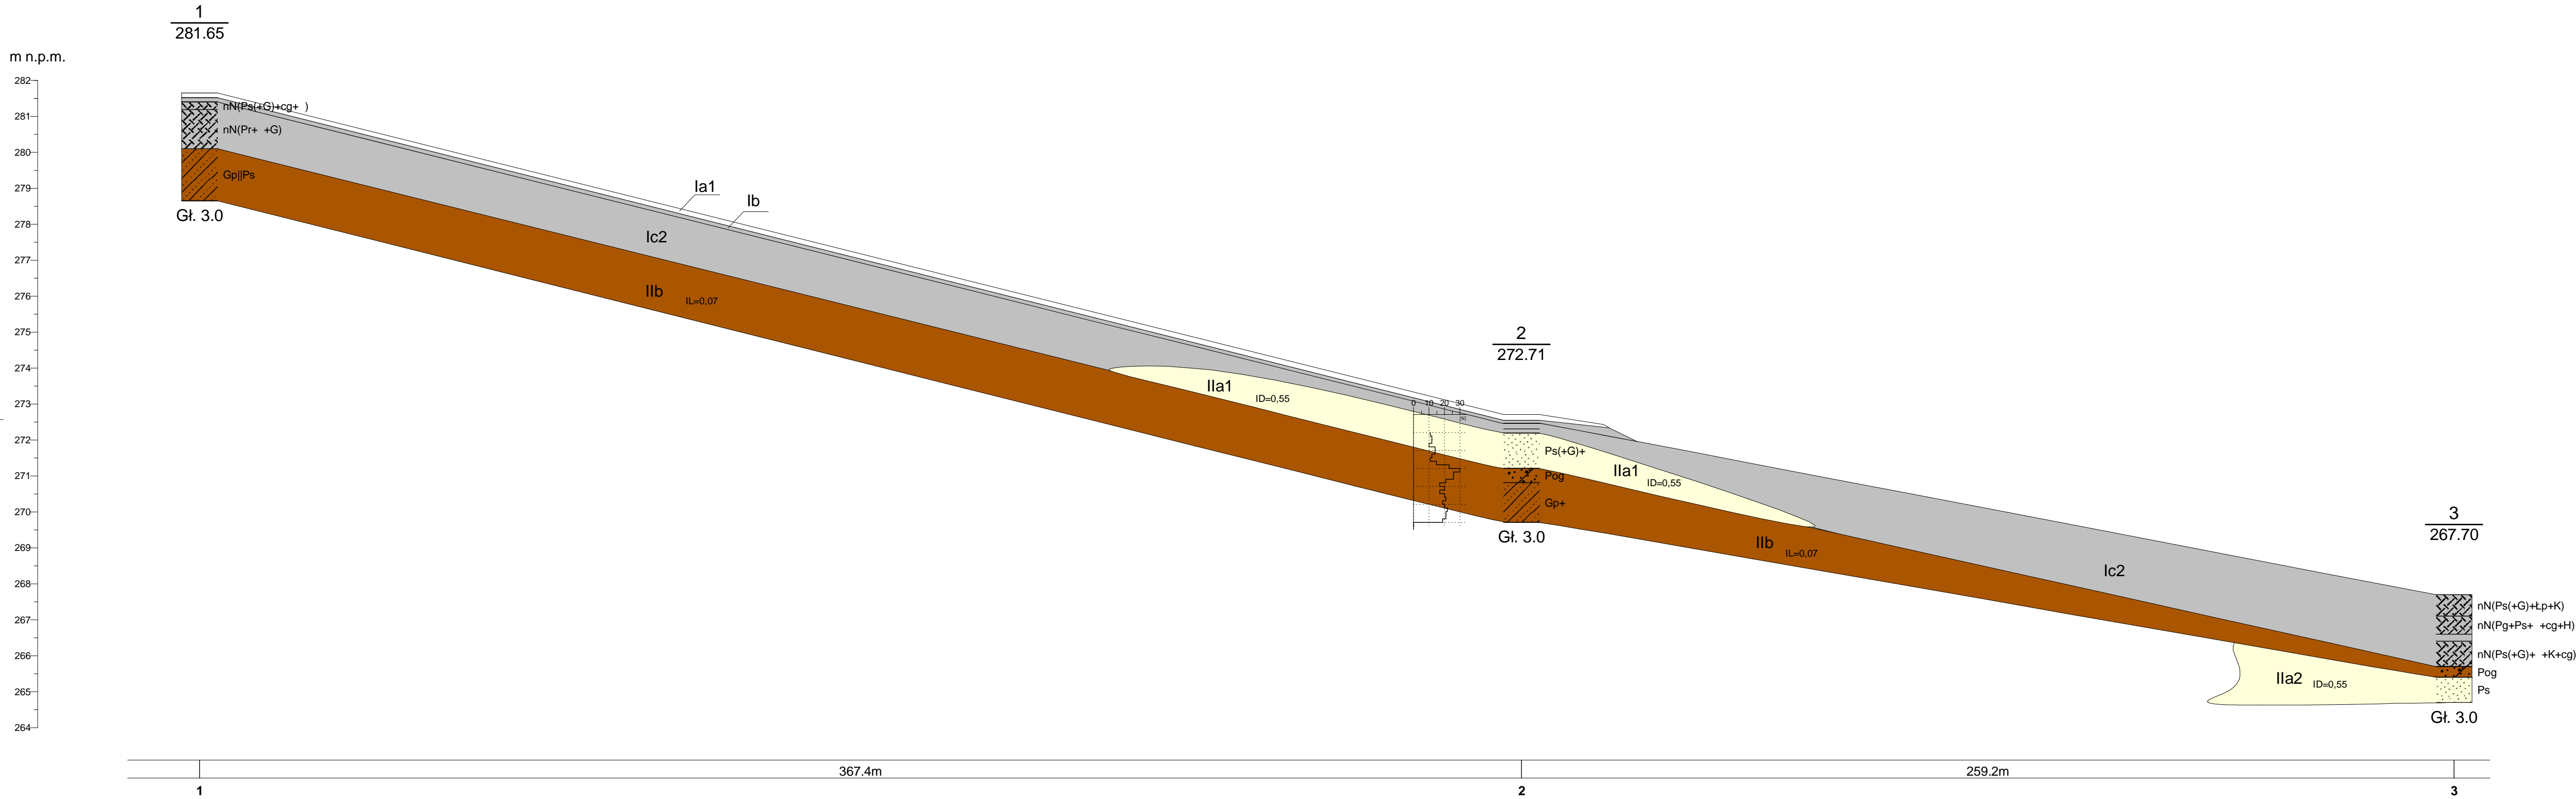 1
281.65
m n.p.m.
282
281
280
279
278
277
276
275
274
273
272
271
270
269
268
267
266
265
264
nN(Ps(+G)+cg+ )
nN(Pr+ +G)
Gp||Ps
Gł. 3.0
Ia1
Ib
Ic2
IIb IL=0,07
2
272.71
IIa1
ID=0,55
0 10 20 30
Ps(+G)+
Pog
Gp+
Gł. 3.0
IIa1
ID=0,55
IIb IL=0,07
Ic2
3
267.70
nN(Ps(+G)+Łp+K)
nN(Pg+Ps+ +cg+H)
nN(Ps(+G)+ +K+cg)
Pog
Ps
IIa2 ID=0,55
Gł. 3.0
367.4m 259.2m
1 2 3